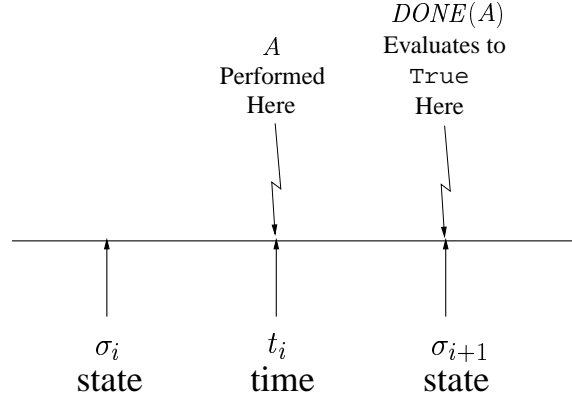 A
Performed
Here
DONE(A)
Evaluates to
True
Here
σ_i
state
t_i
time
σ_{i+1}
state